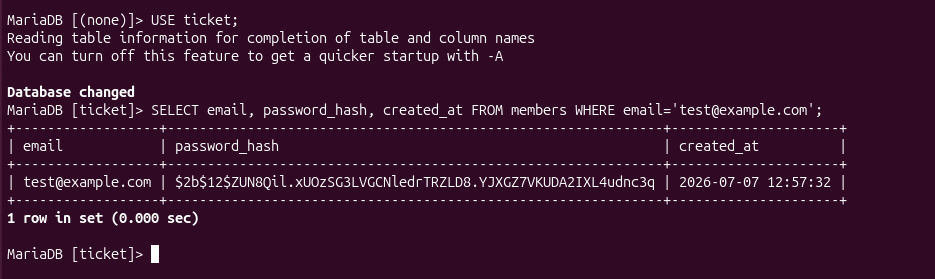 MariaDB [(none)]> USE ticket;
Reading table information for completion of table and column names
You can turn off this feature to get a quicker startup with -A

Database changed
MariaDB [ticket]> SELECT email, password_hash, created_at FROM members WHERE email='test@example.com';
+------------------+--------------------------------------------------------------+---------------------+
| email            | password_hash                                                | created_at          |
+------------------+--------------------------------------------------------------+---------------------+
| test@example.com | $2b$12$ZUN8Qil.xUOzSG3LVGCNledrTRZLD8.YJXGZ7VKUDA2IXL4udnc3q | 2026-07-07 12:57:32 |
+------------------+--------------------------------------------------------------+---------------------+
1 row in set (0.000 sec)

MariaDB [ticket]>